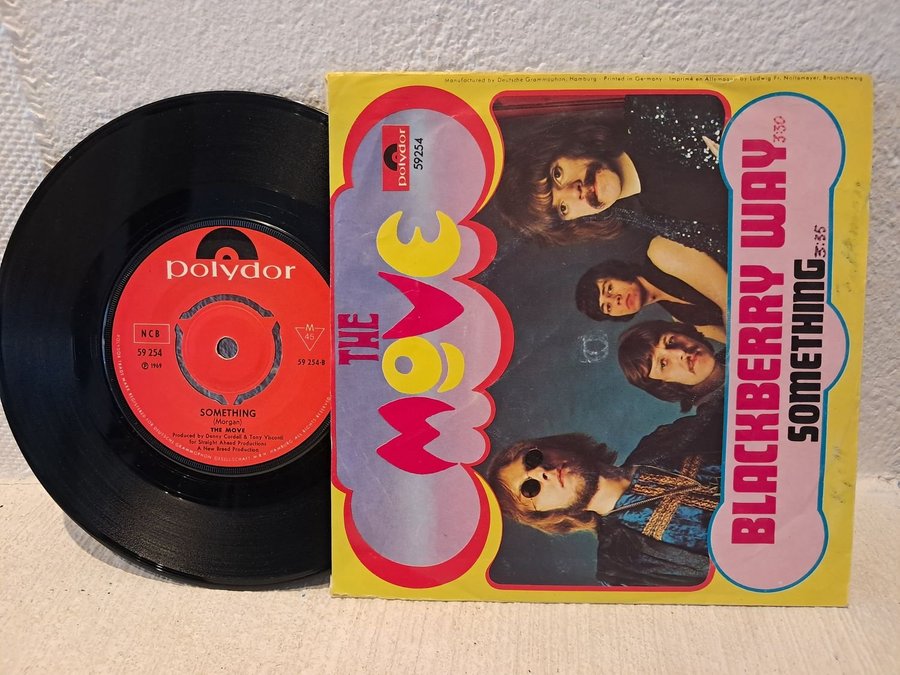 polydor
NCB
59 254
℗ 1969
M
45
59 254-B
SOMETHING
(Morgan)
THE MOVE
Produced by Denny Cordell & Tony Visconti
for Straight Ahead Productions
A New Breed Production
Manufactured by Deutsche Grammophon, Hamburg · Printed in Germany · Imprimé en Allemagne by Ludwig Fr. Noltemeyer, Braunschweig
Polydor
59254
THE
MOVE
BLACKBERRY WAY 3:30
SOMETHING 3:35